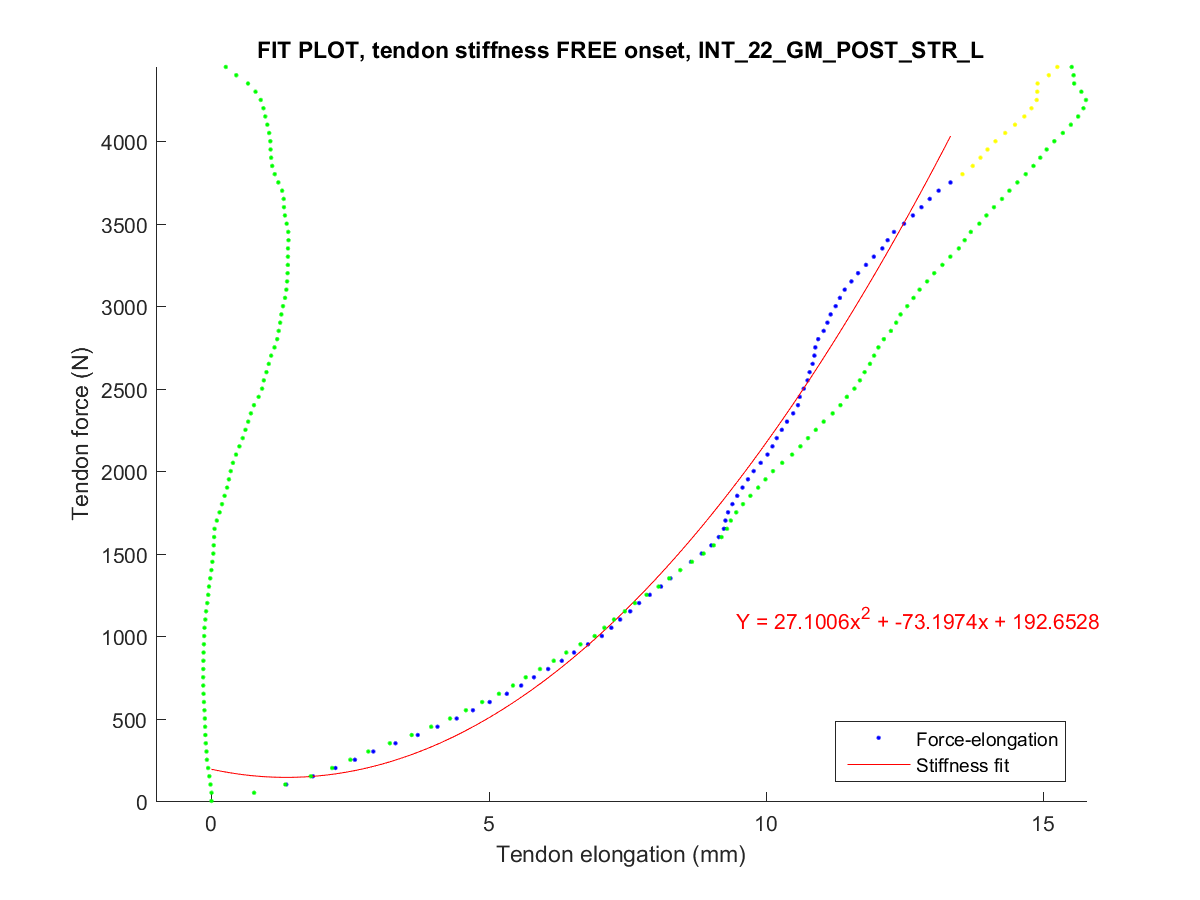 FIT PLOT, tendon stiffness FREE onset, INT_22_GM_POST_STR_L
4000
3500
3000
2500
2000
1500
1000
500
0
Tendon force (N)
Y = 27.1006x² + -73.1974x + 192.6528
Force-elongation
Stiffness fit
0 5 10 15
Tendon elongation (mm)